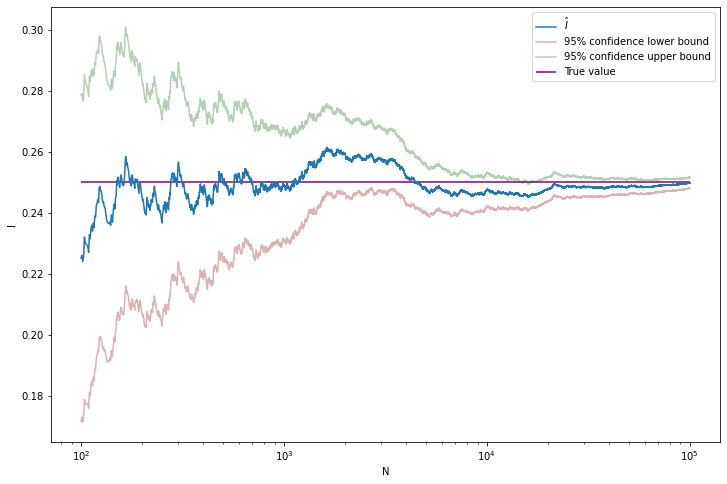 0.30
0.28
0.26
0.24
0.22
0.20
0.18
I
10²
10³
10⁴
10⁵
N
Î
95% confidence lower bound
95% confidence upper bound
True value